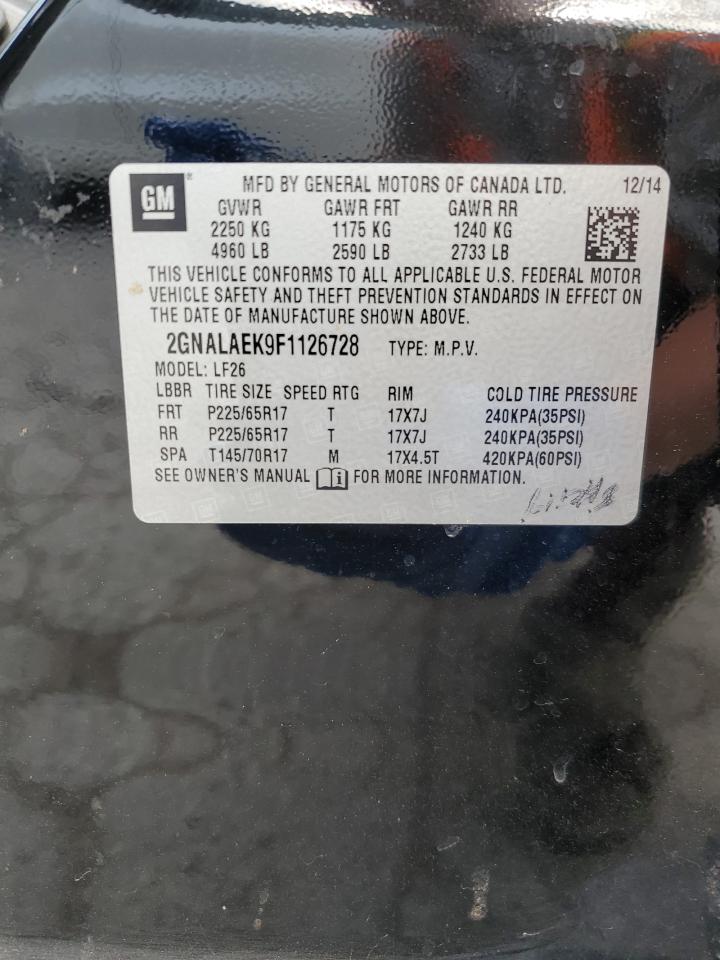 GM ® MFD BY GENERAL MOTORS OF CANADA LTD. 12/14
GVWR GAWR FRT GAWR RR
2250 KG 1175 KG 1240 KG
4960 LB 2590 LB 2733 LB
THIS VEHICLE CONFORMS TO ALL APPLICABLE U.S. FEDERAL MOTOR
VEHICLE SAFETY AND THEFT PREVENTION STANDARDS IN EFFECT ON
THE DATE OF MANUFACTURE SHOWN ABOVE.
2GNALAEK9F1126728 TYPE: M.P.V.
MODEL: LF26
LBBR TIRE SIZE SPEED RTG RIM COLD TIRE PRESSURE
FRT P225/65R17 T 17X7J 240KPA(35PSI)
RR P225/65R17 T 17X7J 240KPA(35PSI)
SPA T145/70R17 M 17X4.5T 420KPA(60PSI)
SEE OWNER'S MANUAL i FOR MORE INFORMATION.